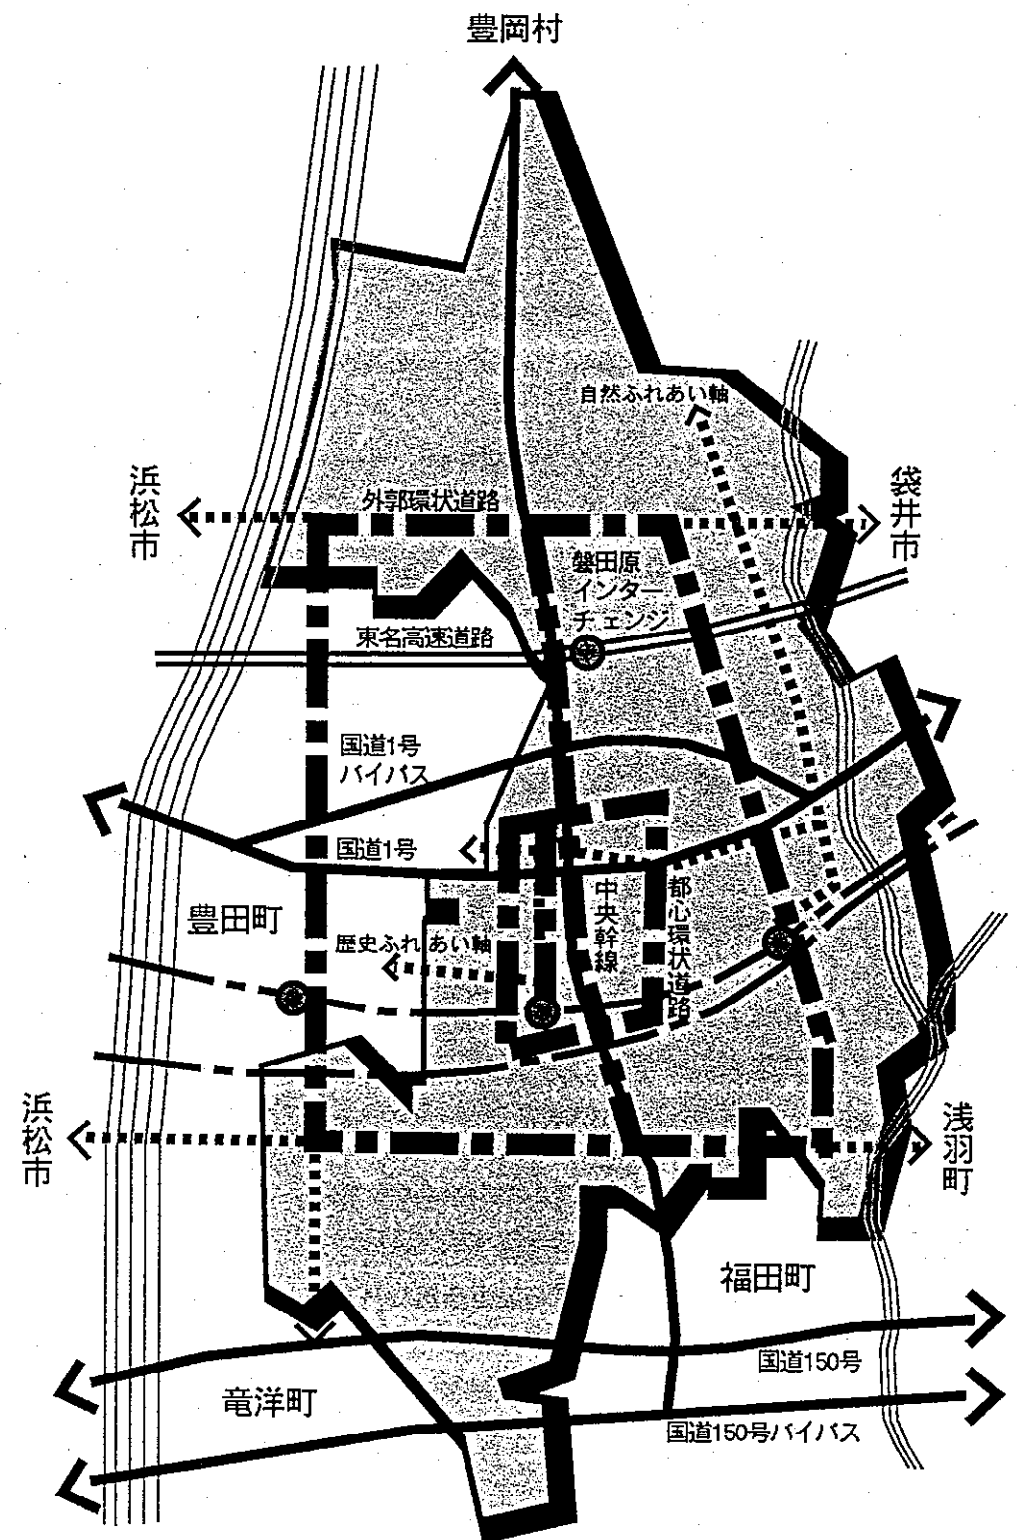 豊岡村
自然ふれあい軸
浜松市
外郭環状道路
袋井市
磐田原
インター
チェンジ
東名高速道路
国道1号
バイパス
国道1号
中央幹線
都心環状道路
豊田町
歴史ふれあい軸
浜松市
浅羽町
福田町
国道150号
竜洋町
国道150号バイパス